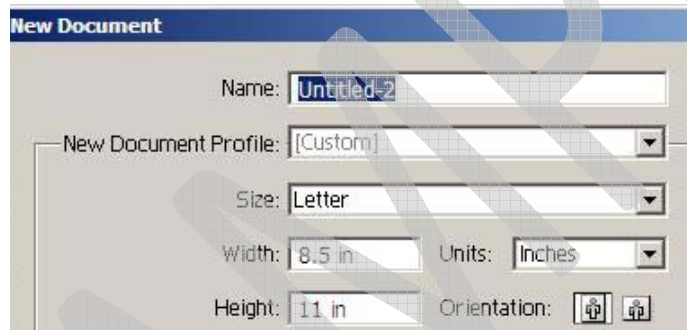 New Document
Name: Untitled-2
New Document Profile: [Custom]
Size: Letter
Width: 8.5 in Units: Inches
Height: 11 in Orientation: